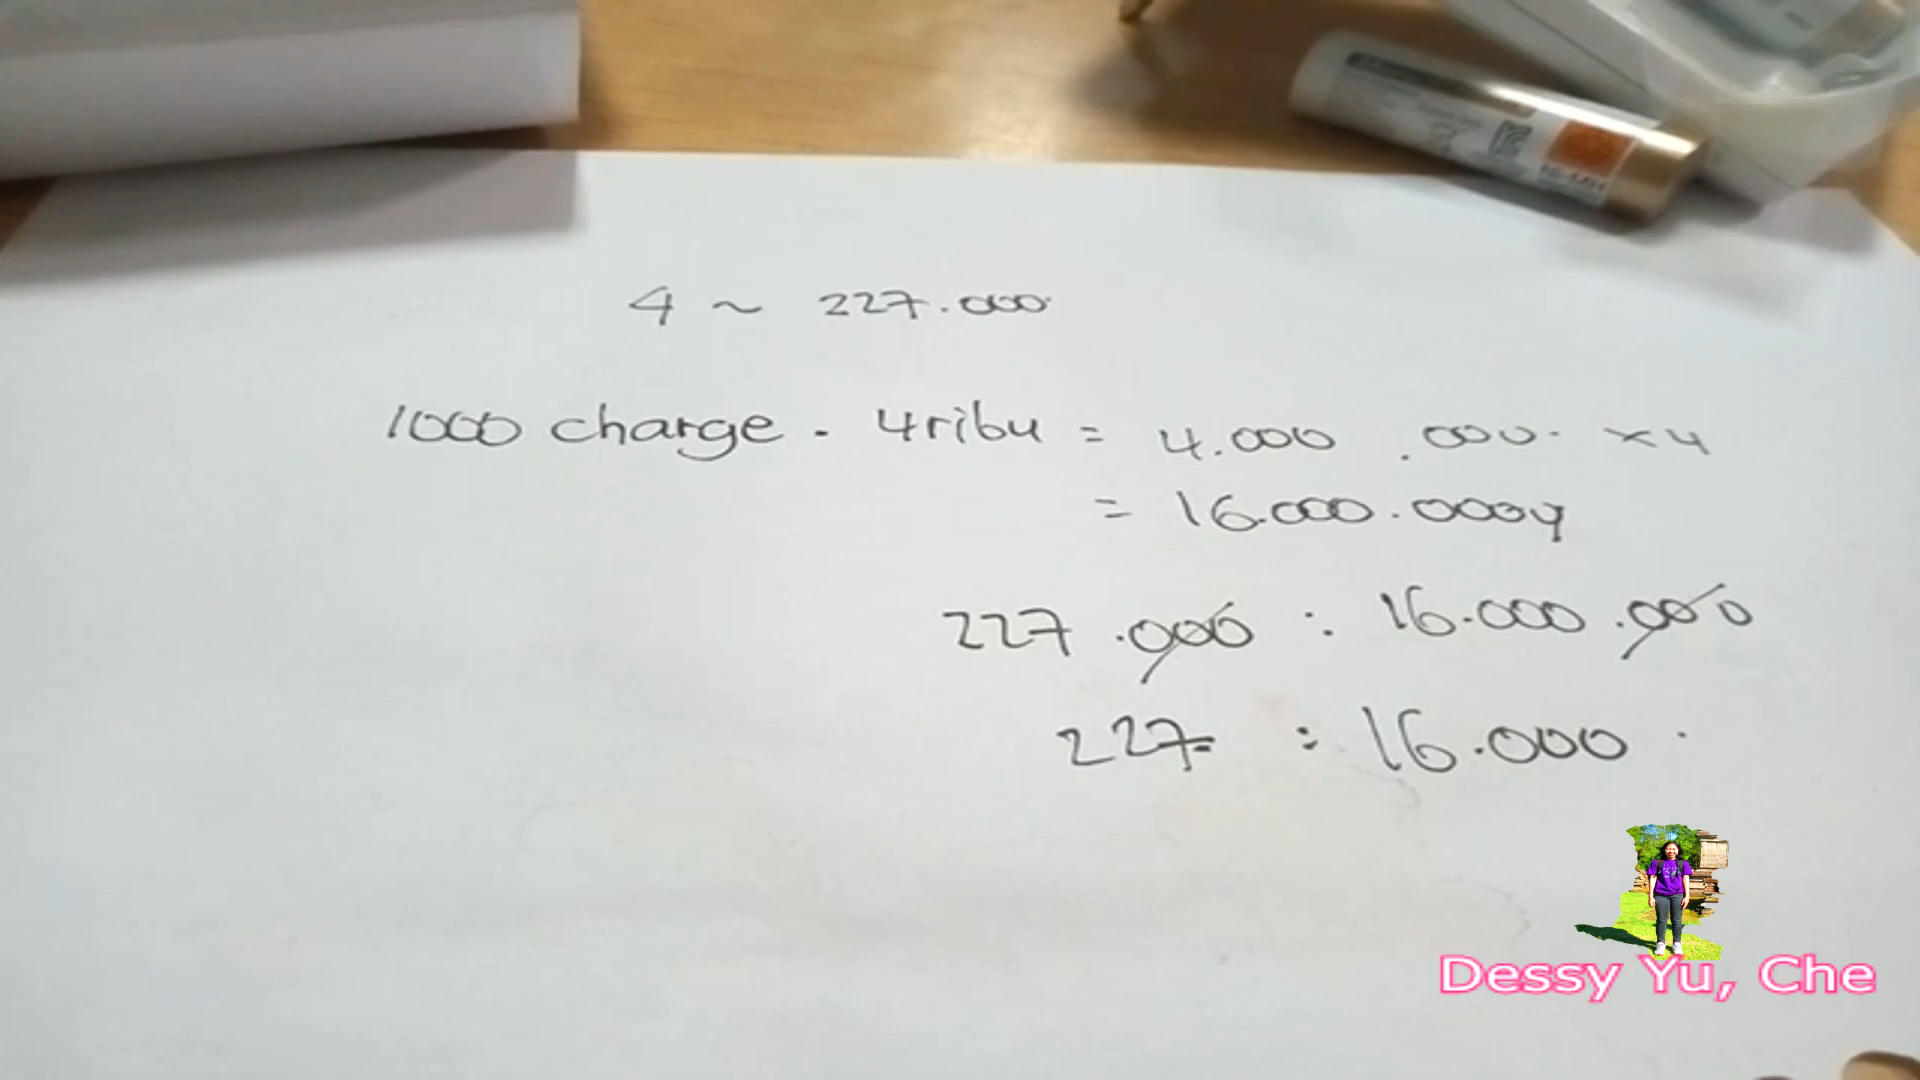 4 ~ 227.000
1000 charge . 4ribu = 4.000 .000. x4
= 16.000.000
227 .000 : 16.000 .000
227 : 16.000
Dessy Yu, Che